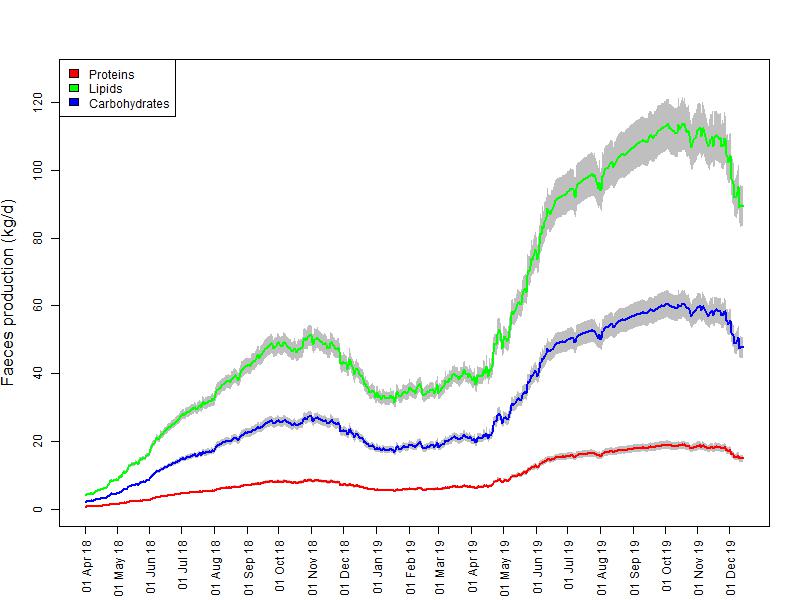 Proteins
Lipids
Carbohydrates
Faeces production (kg/d)
120
100
80
60
40
20
0
01 Apr 18
01 May 18
01 Jun 18
01 Jul 18
01 Aug 18
01 Sep 18
01 Oct 18
01 Nov 18
01 Dec 18
01 Jan 19
01 Feb 19
01 Mar 19
01 Apr 19
01 May 19
01 Jun 19
01 Jul 19
01 Aug 19
01 Sep 19
01 Oct 19
01 Nov 19
01 Dec 19